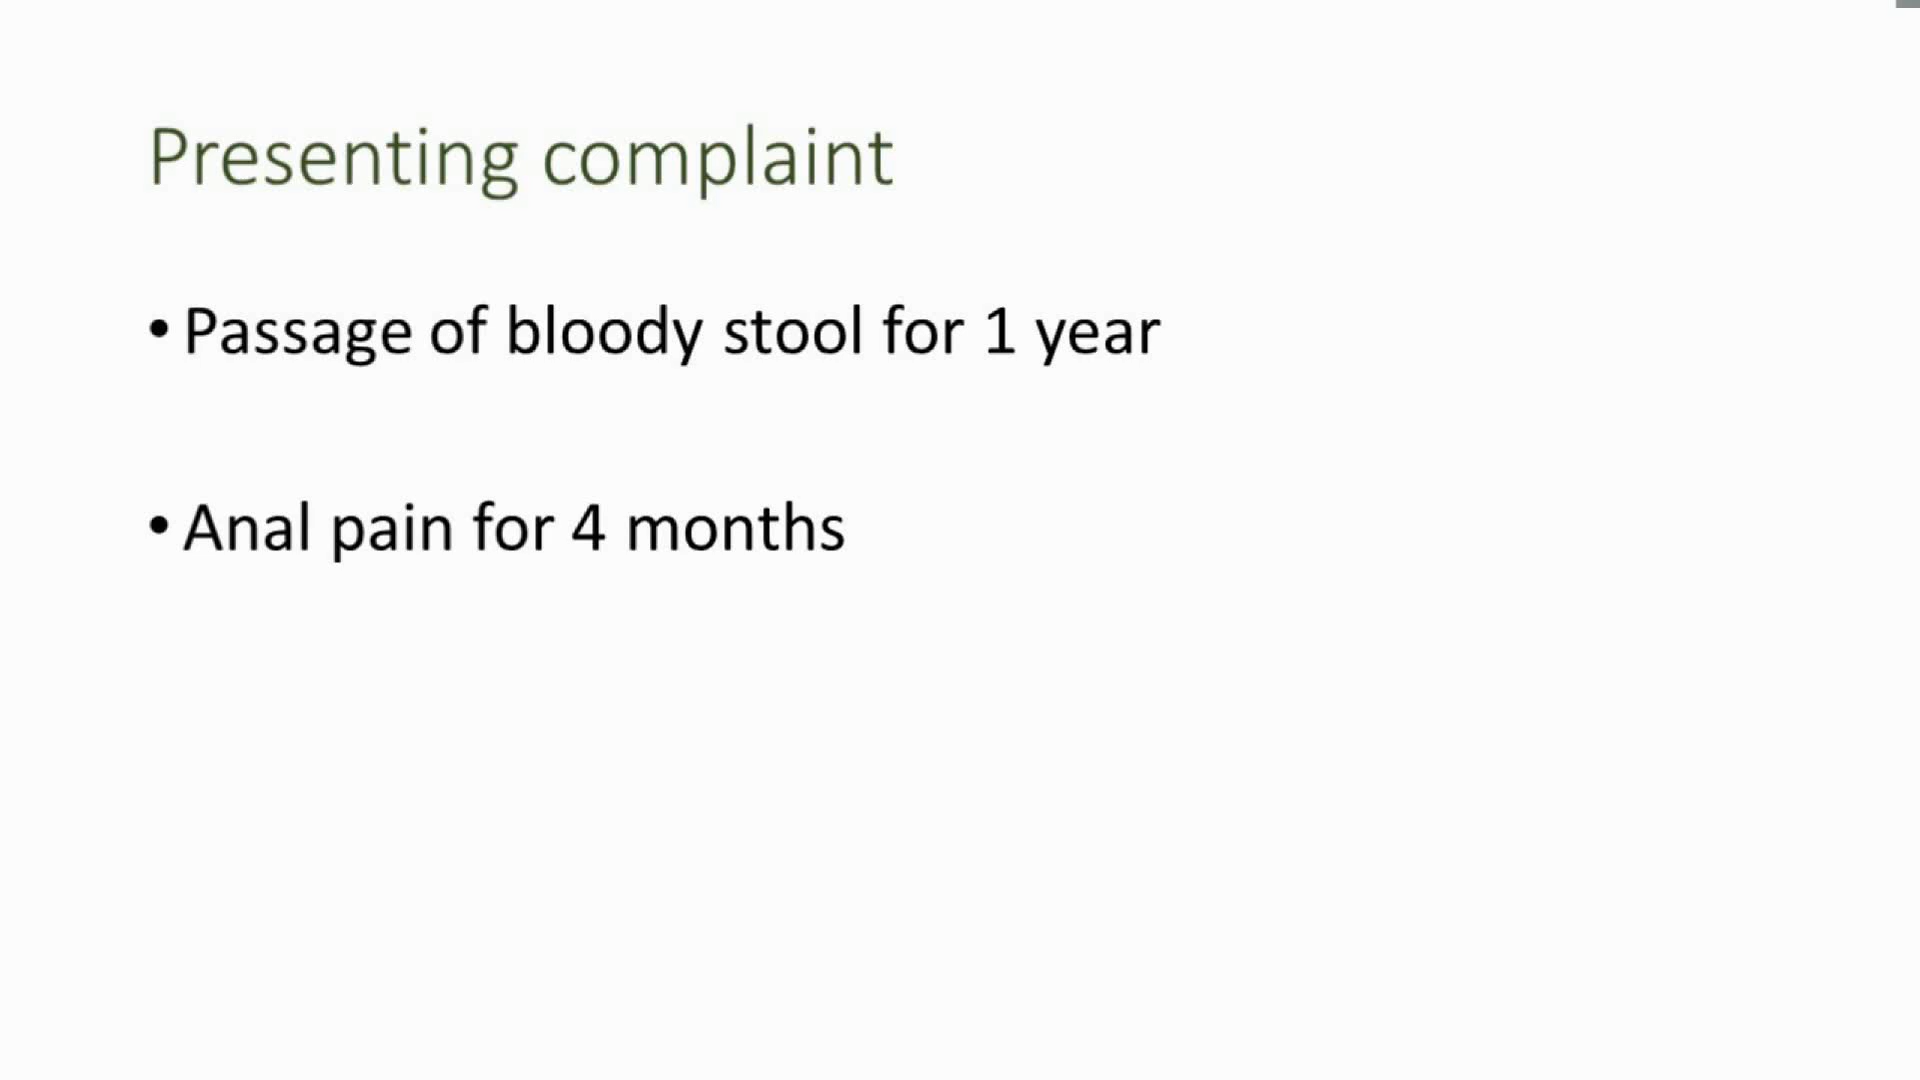 Presenting complaint
• Passage of bloody stool for 1 year
• Anal pain for 4 months